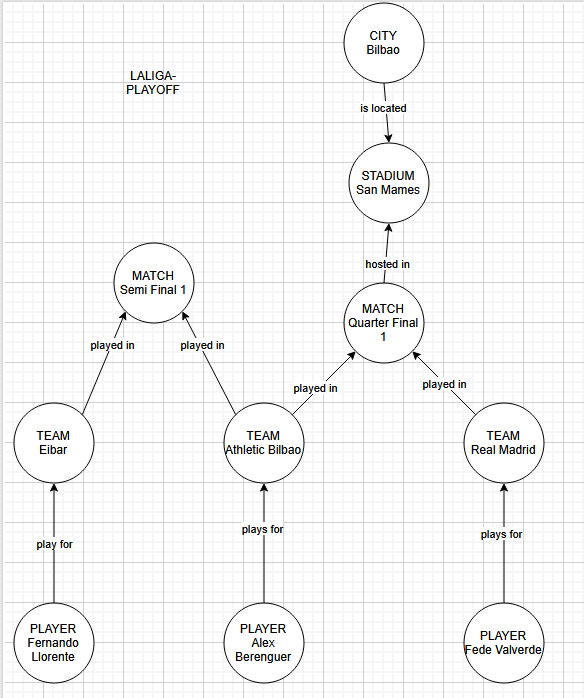 CITY
Bilbao
LALIGA-
PLAYOFF
is located
STADIUM
San Mames
hosted in
MATCH
Semi Final 1
MATCH
Quarter Final
1
played in
played in
played in
played in
TEAM
Eibar
TEAM
Athletic Bilbao
TEAM
Real Madrid
play for
plays for
plays for
PLAYER
Fernando
Llorente
PLAYER
Alex
Berenguer
PLAYER
Fede Valverde